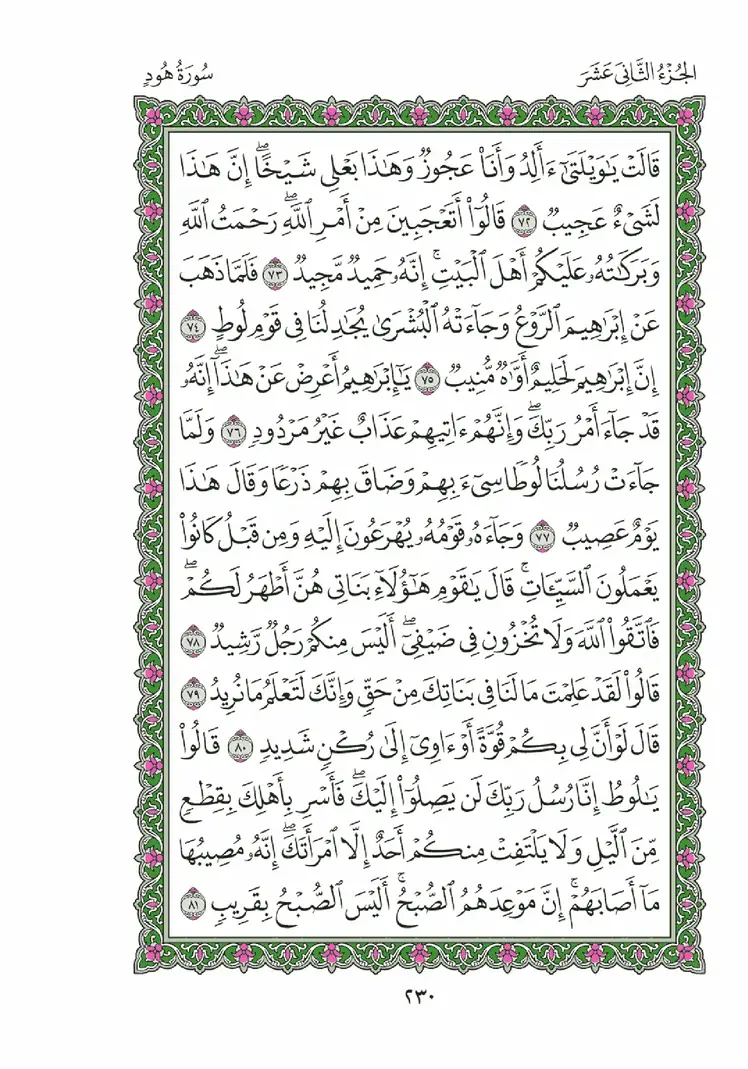 الجُزْءُ الثَّانِي عَشَرَ
سُورَةُ هُودٍ
قَالَتْ يَـٰوَيْلَتَىٰٓ ءَأَلِدُ وَأَنَا۠ عَجُوزٌ وَهَـٰذَا بَعْلِى شَيْخًا ۖ إِنَّ هَـٰذَا
لَشَىْءٌ عَجِيبٌ ٧٢ قَالُوٓا۟ أَتَعْجَبِينَ مِنْ أَمْرِ ٱللَّهِ ۖ رَحْمَتُ ٱللَّهِ
وَبَرَكَـٰتُهُۥ عَلَيْكُمْ أَهْلَ ٱلْبَيْتِ ۚ إِنَّهُۥ حَمِيدٌ مَّجِيدٌ ٧٣ فَلَمَّا ذَهَبَ
عَنْ إِبْرَٰهِيمَ ٱلرَّوْعُ وَجَآءَتْهُ ٱلْبُشْرَىٰ يُجَـٰدِلُنَا فِى قَوْمِ لُوطٍ ٧٤
إِنَّ إِبْرَٰهِيمَ لَحَلِيمٌ أَوَّٰهٌ مُّنِيبٌ ٧٥ يَـٰٓإِبْرَٰهِيمُ أَعْرِضْ عَنْ هَـٰذَآ ۖ إِنَّهُۥ
قَدْ جَآءَ أَمْرُ رَبِّكَ ۖ وَإِنَّهُمْ ءَاتِيهِمْ عَذَابٌ غَيْرُ مَرْدُودٍ ٧٦ وَلَمَّا
جَآءَتْ رُسُلُنَا لُوطًا سِىٓءَ بِهِمْ وَضَاقَ بِهِمْ ذَرْعًا وَقَالَ هَـٰذَا
يَوْمٌ عَصِيبٌ ٧٧ وَجَآءَهُۥ قَوْمُهُۥ يُهْرَعُونَ إِلَيْهِ وَمِن قَبْلُ كَانُوا۟
يَعْمَلُونَ ٱلسَّيِّـَٔاتِ ۚ قَالَ يَـٰقَوْمِ هَـٰٓؤُلَآءِ بَنَاتِى هُنَّ أَطْهَرُ لَكُمْ ۖ
فَٱتَّقُوا۟ ٱللَّهَ وَلَا تُخْزُونِ فِى ضَيْفِىٓ ۖ أَلَيْسَ مِنكُمْ رَجُلٌ رَّشِيدٌ ٧٨
قَالُوا۟ لَقَدْ عَلِمْتَ مَا لَنَا فِى بَنَاتِكَ مِنْ حَقٍّ وَإِنَّكَ لَتَعْلَمُ مَا نُرِيدُ ٧٩
قَالَ لَوْ أَنَّ لِى بِكُمْ قُوَّةً أَوْ ءَاوِىٓ إِلَىٰ رُكْنٍ شَدِيدٍ ٨٠ قَالُوا۟
يَـٰلُوطُ إِنَّا رُسُلُ رَبِّكَ لَن يَصِلُوٓا۟ إِلَيْكَ ۖ فَأَسْرِ بِأَهْلِكَ بِقِطْعٍ
مِّنَ ٱلَّيْلِ وَلَا يَلْتَفِتْ مِنكُمْ أَحَدٌ إِلَّا ٱمْرَأَتَكَ ۖ إِنَّهُۥ مُصِيبُهَا
مَآ أَصَابَهُمْ ۚ إِنَّ مَوْعِدَهُمُ ٱلصُّبْحُ ۚ أَلَيْسَ ٱلصُّبْحُ بِقَرِيبٍ ٨١
٢٣٠